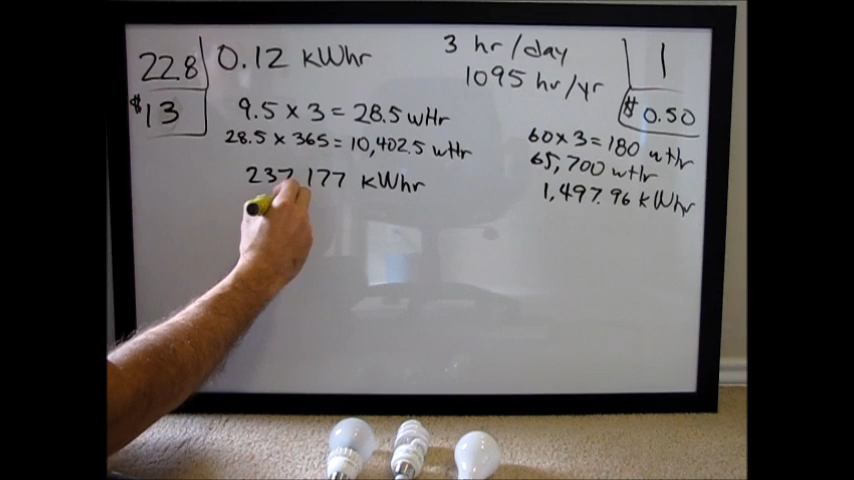 22.8
$13
0.12 KWhr
3 hr/day
1095 hr/yr
1
$0.50
9.5 x 3 = 28.5 wHr
28.5 x 365 = 10,402.5 wHr
237.177 KWhr
60 x 3 = 180 wHr
65,700 wHr
1,497.96 KWhr